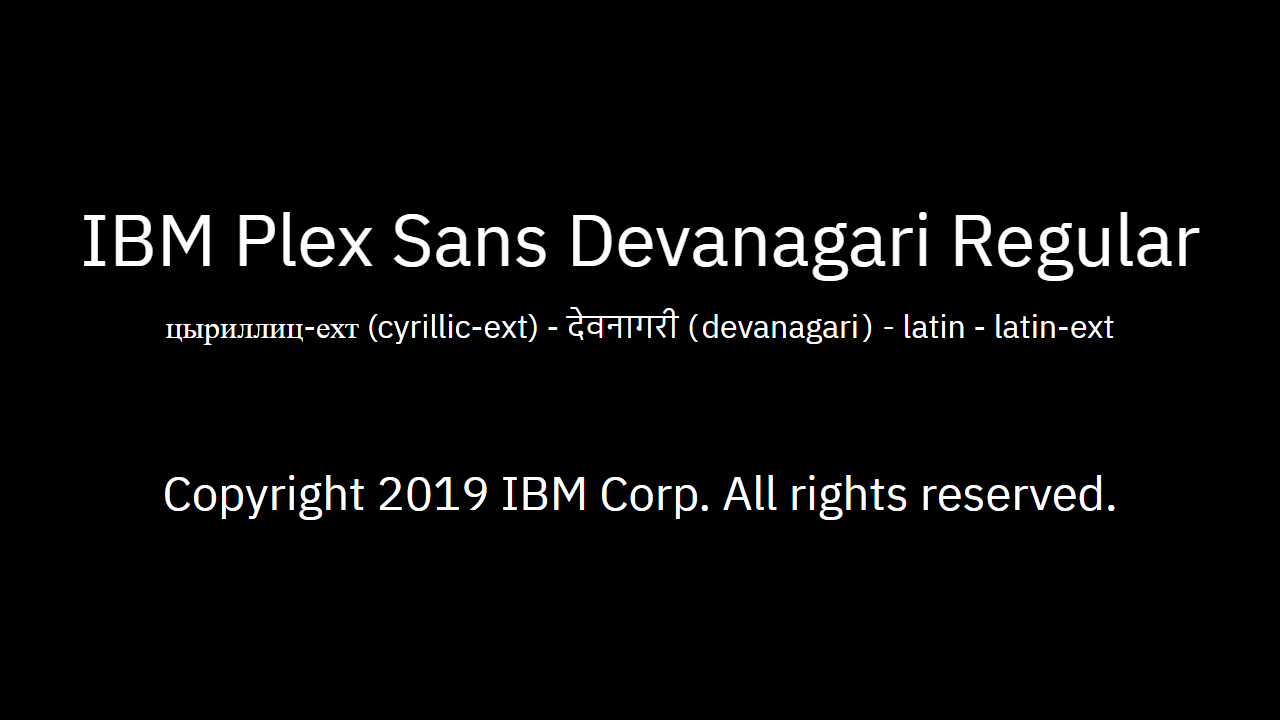 IBM Plex Sans Devanagari Regular
цыриллиц-ехт (cyrillic-ext) - देवनागरी (devanagari) - latin - latin-ext
Copyright 2019 IBM Corp. All rights reserved.